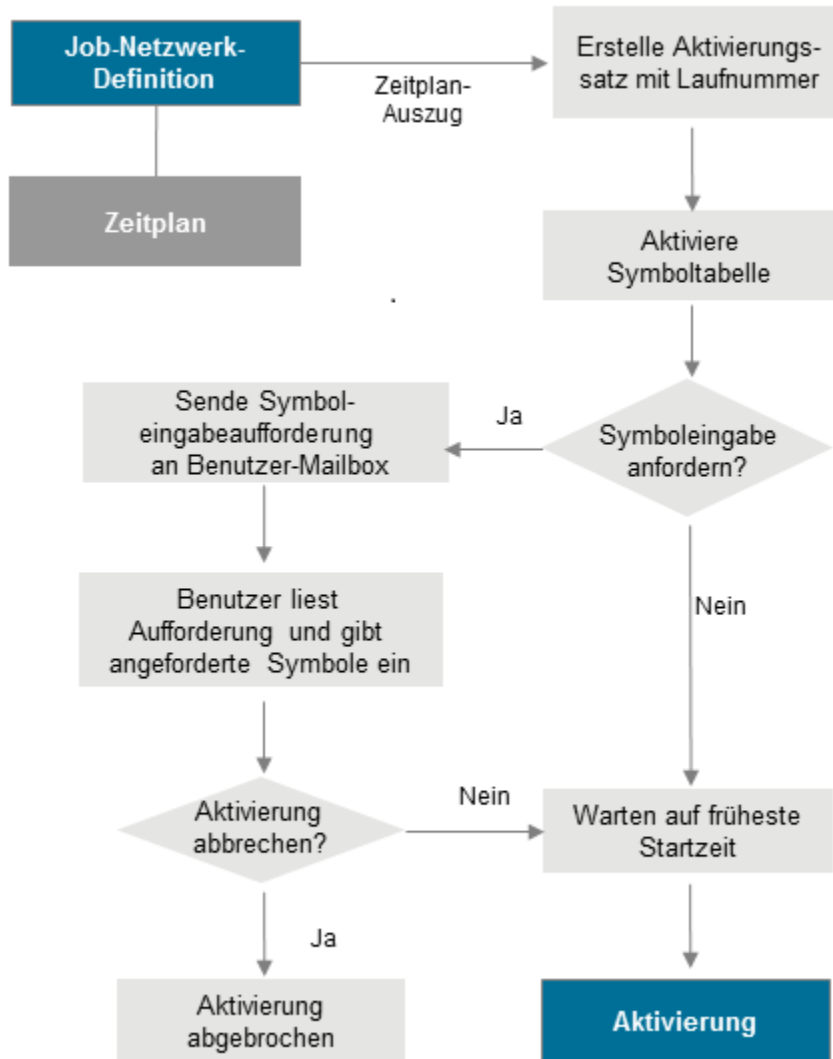 Job-Netzwerk-
Definition
Zeitplan-
Auszug
Erstelle Aktivierungs-
satz mit Laufnummer
Zeitplan
Aktiviere
Symboltabelle
Symboleingabe
anfordern?
Ja
Sende Symbol-
eingabeaufforderung
an Benutzer-Mailbox
Nein
Benutzer liest
Aufforderung und gibt
angeforderte Symbole ein
Aktivierung
abbrechen?
Nein
Warten auf früheste
Startzeit
Ja
Aktivierung
abgebrochen
Aktivierung